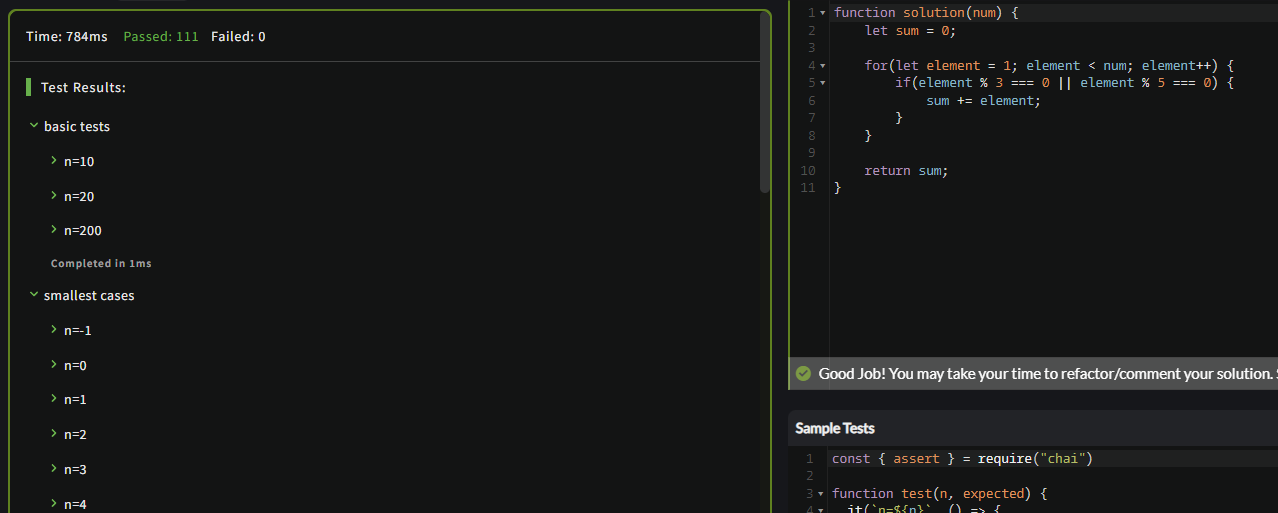 Time: 784ms Passed: 111 Failed: 0
Test Results:
basic tests
n=10
n=20
n=200
Completed in 1ms
smallest cases
n=-1
n=0
n=1
n=2
n=3
n=4
1 function solution(num) {
2 let sum = 0;
3
4 for(let element = 1; element < num; element++) {
5 if(element % 3 === 0 || element % 5 === 0) {
6 sum += element;
7 }
8 }
9
10 return sum;
11 }
Good Job! You may take your time to refactor/comment your solution.
Sample Tests
1 const { assert } = require("chai")
2
3 function test(n, expected) {
4 it(`n=${n}`, () => {